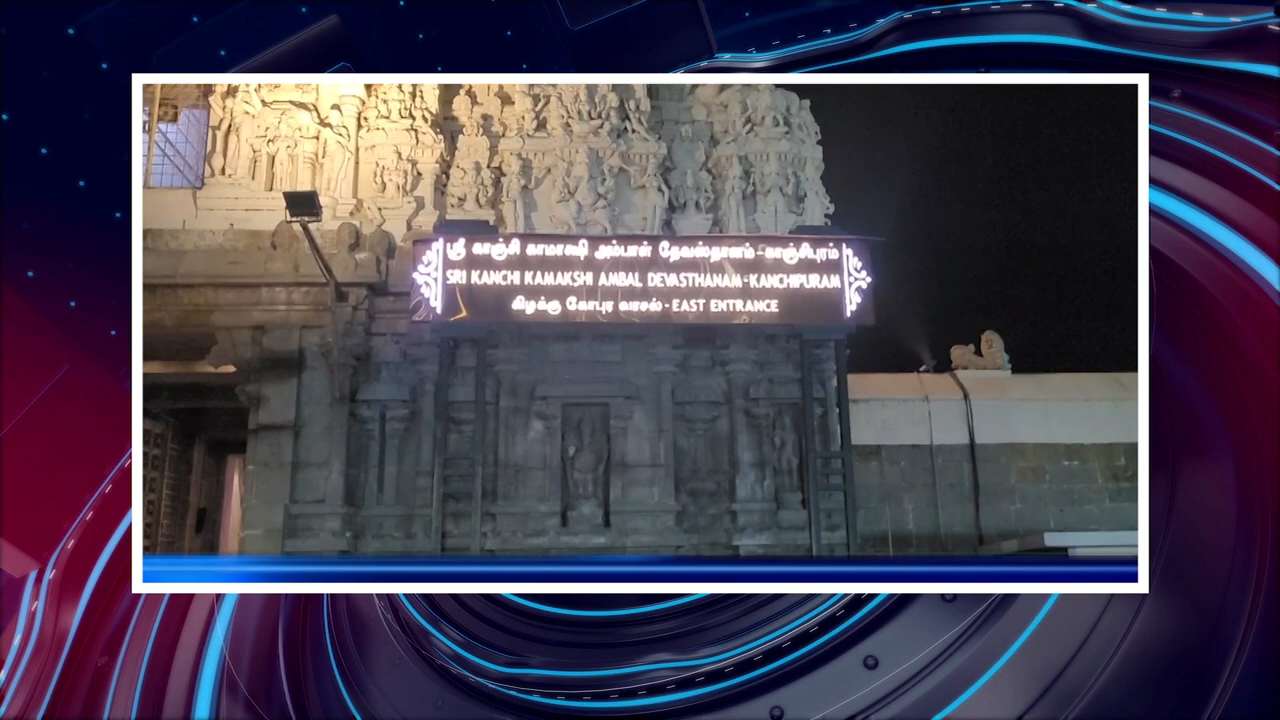 ஸ்ரீ காஞ்சி காமாக்ஷி அம்பாள் தேவஸ்தானம்-காஞ்சிபுரம்
SRI KANCHI KAMAKSHI AMBAL DEVASTHANAM-KANCHIPURAM
கிழக்கு கோபுர வாசல்-EAST ENTRANCE